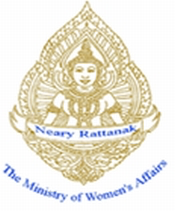 Neary Rattanak
The Ministry of Women's Affairs